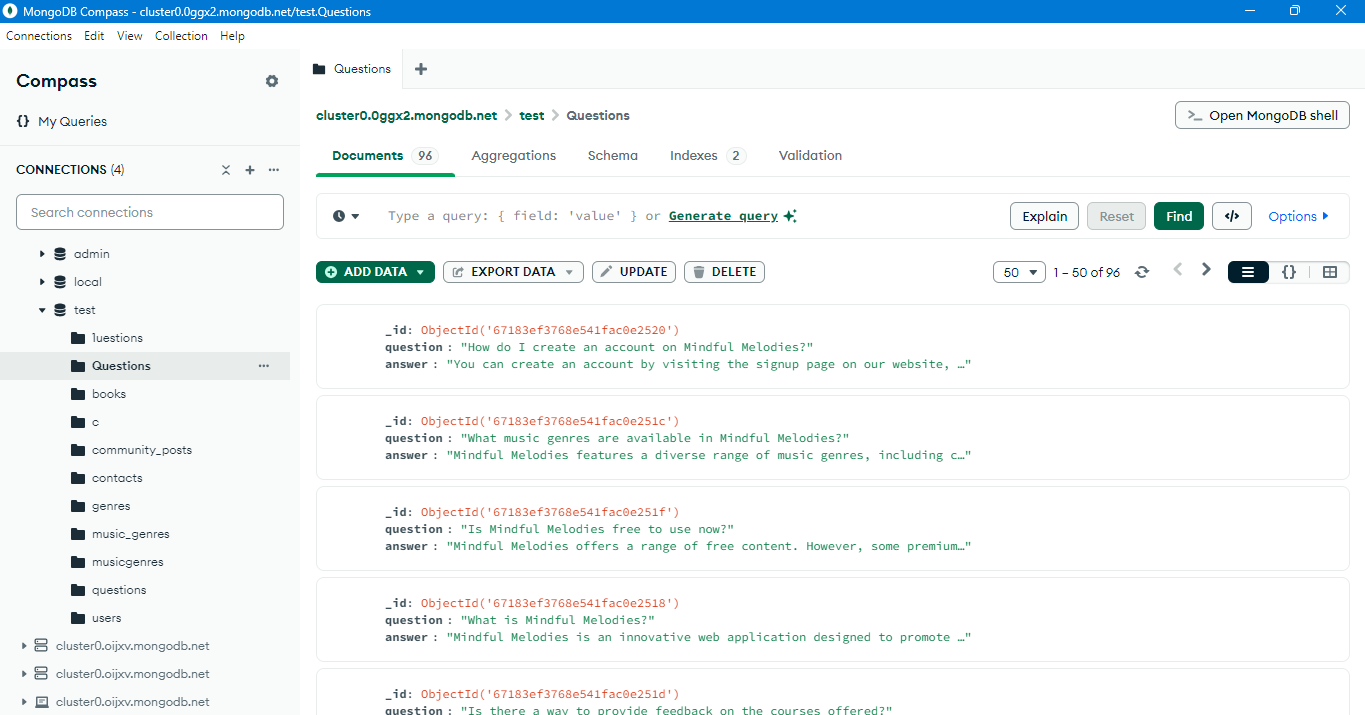 MongoDB Compass - cluster0.0ggx2.mongodb.net/test.Questions
Connections Edit View Collection Help
Compass
{} My Queries
CONNECTIONS (4)
Search connections
admin
local
test
1uestions
Questions
books
c
community_posts
contacts
genres
music_genres
musicgenres
questions
users
cluster0.oijxv.mongodb.net
cluster0.oijxv.mongodb.net
cluster0.oijxv.mongodb.net
Questions
cluster0.0ggx2.mongodb.net > test > Questions
>_ Open MongoDB shell
Documents 96 Aggregations Schema Indexes 2 Validation
Type a query: { field: 'value' } or Generate query
Explain Reset Find </> Options
ADD DATA EXPORT DATA UPDATE DELETE
50 1 – 50 of 96 {}
_id: ObjectId('67183ef3768e541fac0e2520')
question : "How do I create an account on Mindful Melodies?"
answer : "You can create an account by visiting the signup page on our website, …"
_id: ObjectId('67183ef3768e541fac0e251c')
question : "What music genres are available in Mindful Melodies?"
answer : "Mindful Melodies features a diverse range of music genres, including c…"
_id: ObjectId('67183ef3768e541fac0e251f')
question : "Is Mindful Melodies free to use now?"
answer : "Mindful Melodies offers a range of free content. However, some premium…"
_id: ObjectId('67183ef3768e541fac0e2518')
question : "What is Mindful Melodies?"
answer : "Mindful Melodies is an innovative web application designed to promote …"
_id: ObjectId('67183ef3768e541fac0e251d')
question : "Is there a way to provide feedback on the courses offered?"